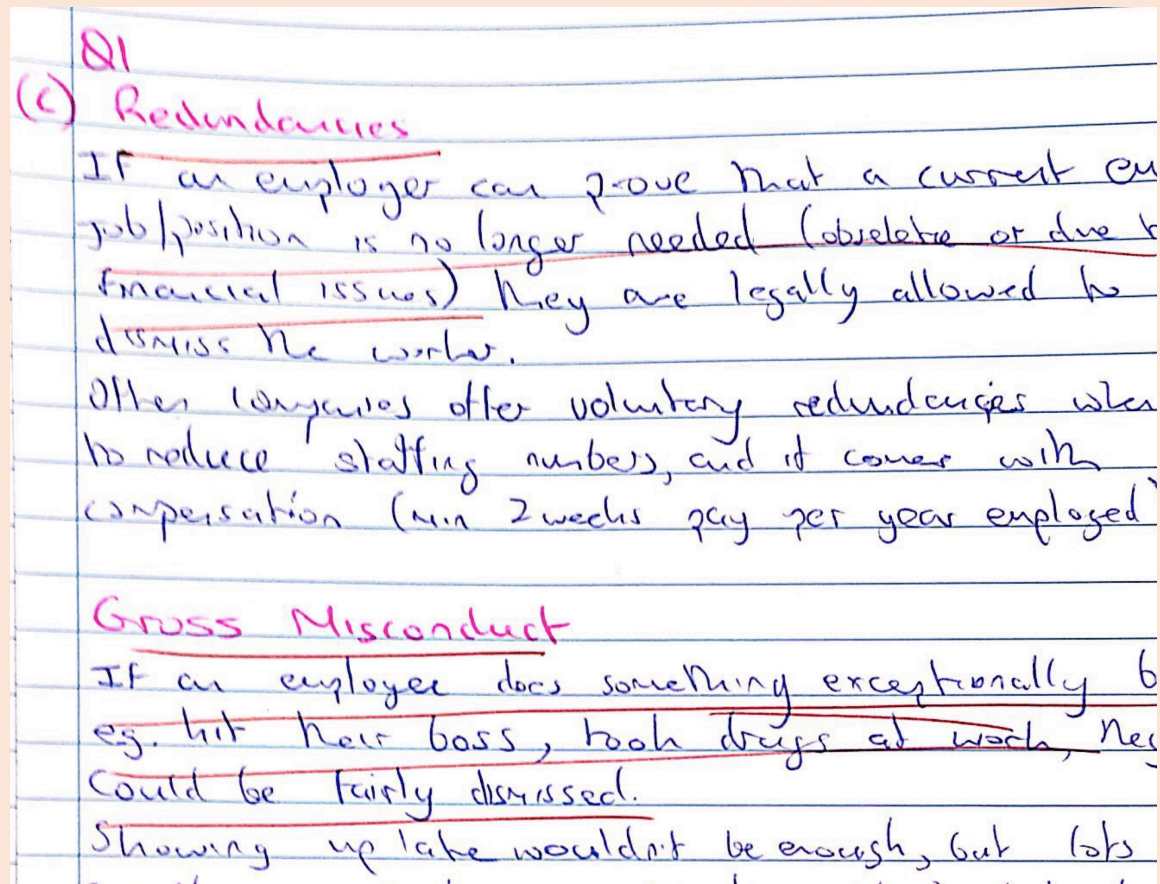 Q1
(c) Redundancies
If an employer can prove that a current em
job/position is no longer needed (obselete or due t
financial issues) they are legally allowed to
dismiss the worker.
Often companies offer voluntary redundancies when
to reduce staffing numbers, and it comes with
compensation (min 2 weeks pay per year employed)
Gross Misconduct
If an employee does something exceptionally b
eg. hit their boss, took drugs at work, they
could be fairly dismissed.
Showing up late wouldn't be enough, but lots